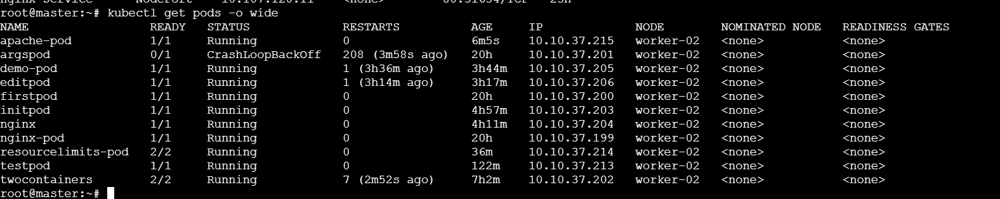 root@master:~# kubectl get pods -o wide
NAME READY STATUS RESTARTS AGE IP NODE NOMINATED NODE READINESS GATES
apache-pod 1/1 Running 0 6m5s 10.10.37.215 worker-02 <none> <none>
argspod 0/1 CrashLoopBackOff 208 (3m58s ago) 20h 10.10.37.201 worker-02 <none> <none>
demo-pod 1/1 Running 1 (3h36m ago) 3h44m 10.10.37.205 worker-02 <none> <none>
editpod 1/1 Running 1 (3h14m ago) 3h17m 10.10.37.206 worker-02 <none> <none>
firstpod 1/1 Running 0 20h 10.10.37.200 worker-02 <none> <none>
initpod 1/1 Running 0 4h57m 10.10.37.203 worker-02 <none> <none>
nginx 1/1 Running 0 4h11m 10.10.37.204 worker-02 <none> <none>
nginx-pod 1/1 Running 0 20h 10.10.37.199 worker-02 <none> <none>
resourcelimits-pod 2/2 Running 0 36m 10.10.37.214 worker-02 <none> <none>
testpod 1/1 Running 0 122m 10.10.37.213 worker-02 <none> <none>
twocontainers 2/2 Running 7 (2m52s ago) 7h2m 10.10.37.202 worker-02 <none> <none>
root@master:~#